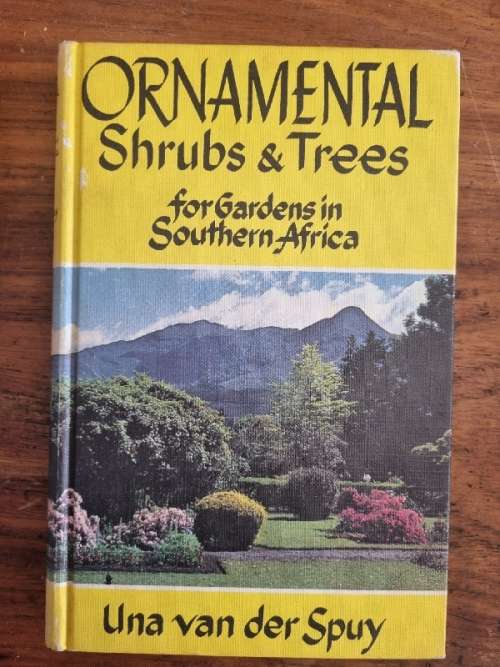 ORNAMENTAL
Shrubs & Trees
for Gardens in
Southern Africa
Una van der Spuy